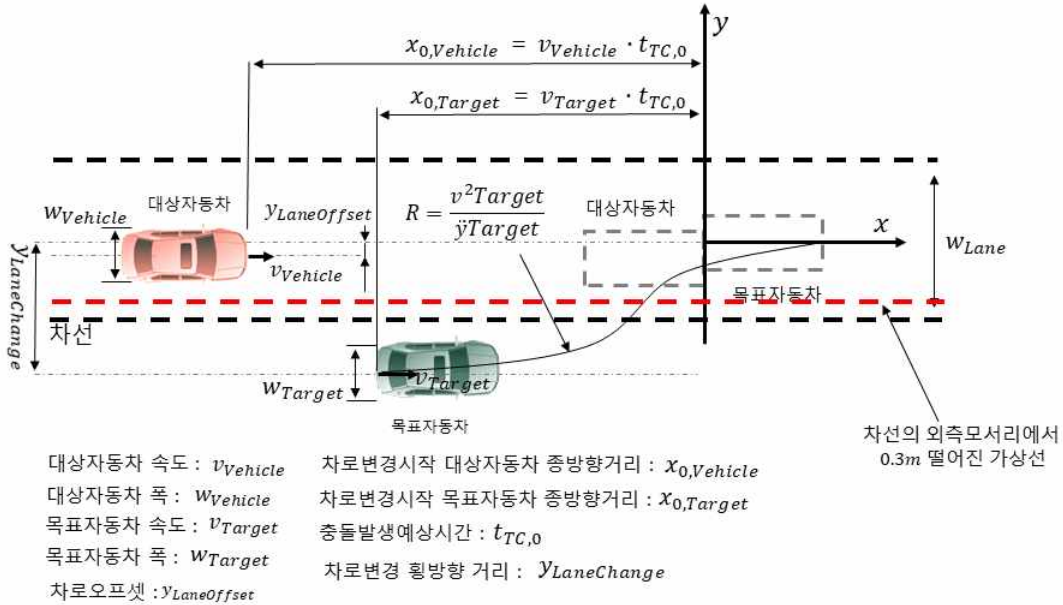 y
x_{0,Vehicle} = v_{Vehicle} · t_{TC,0}
x_{0,Target} = v_{Target} · t_{TC,0}
대상자동차
w_{Vehicle}
y_{LaneOffset}
R = \frac{v^2Target}{ÿTarget}
대상자동차
x
w_{Lane}
v_{Vehicle}
y_{LaneChange}
목표자동차
차선
w_{Target}
v_{Target}
목표자동차
차선의 외측모서리에서
0.3m 떨어진 가상선
대상자동차 속도 : v_{Vehicle}
대상자동차 폭 : w_{Vehicle}
목표자동차 속도 : v_{Target}
목표자동차 폭 : w_{Target}
차로오프셋 : y_{LaneOffset}
차로변경시작 대상자동차 종방향거리 : x_{0,Vehicle}
차로변경시작 목표자동차 종방향거리 : x_{0,Target}
충돌발생예상시간 : t_{TC,0}
차로변경 횡방향 거리 : y_{LaneChange}